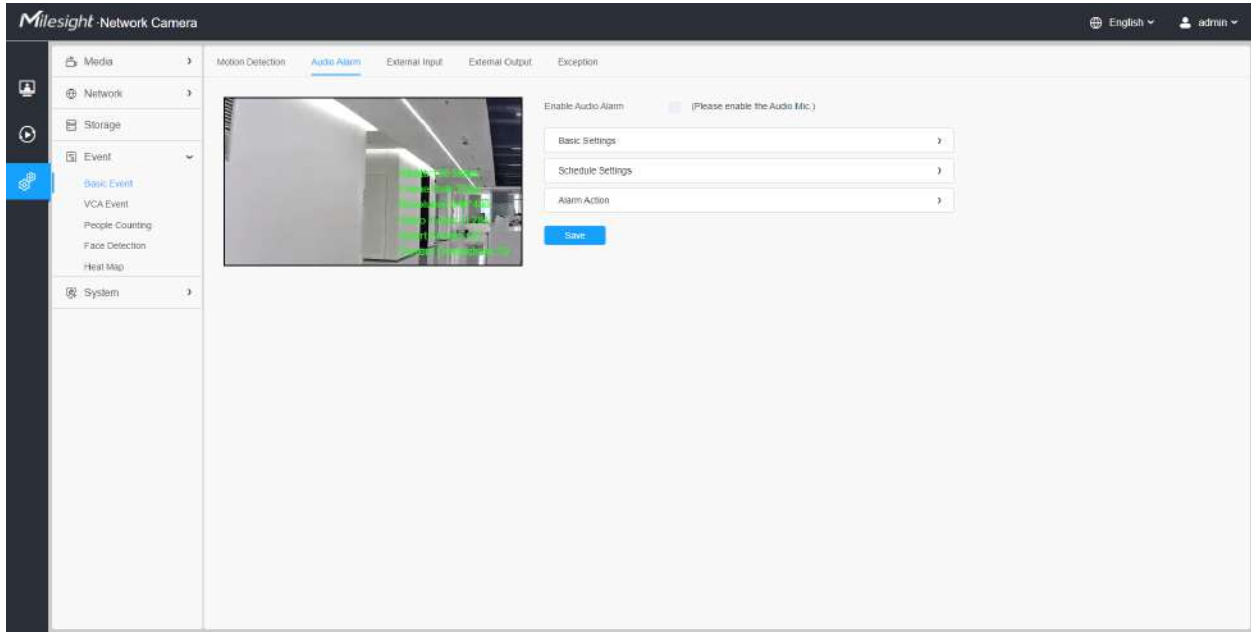 Milesight Network Camera
English
admin
Media
Network
Storage
Event
Basic Event
VCA Event
People Counting
Face Detection
Heat Map
System
Motion Detection Audio Alarm External Input External Output Exception
Enable Audio Alarm (Please enable the Audio Mic.)
Basic Settings
Schedule Settings
Alarm Action
Save